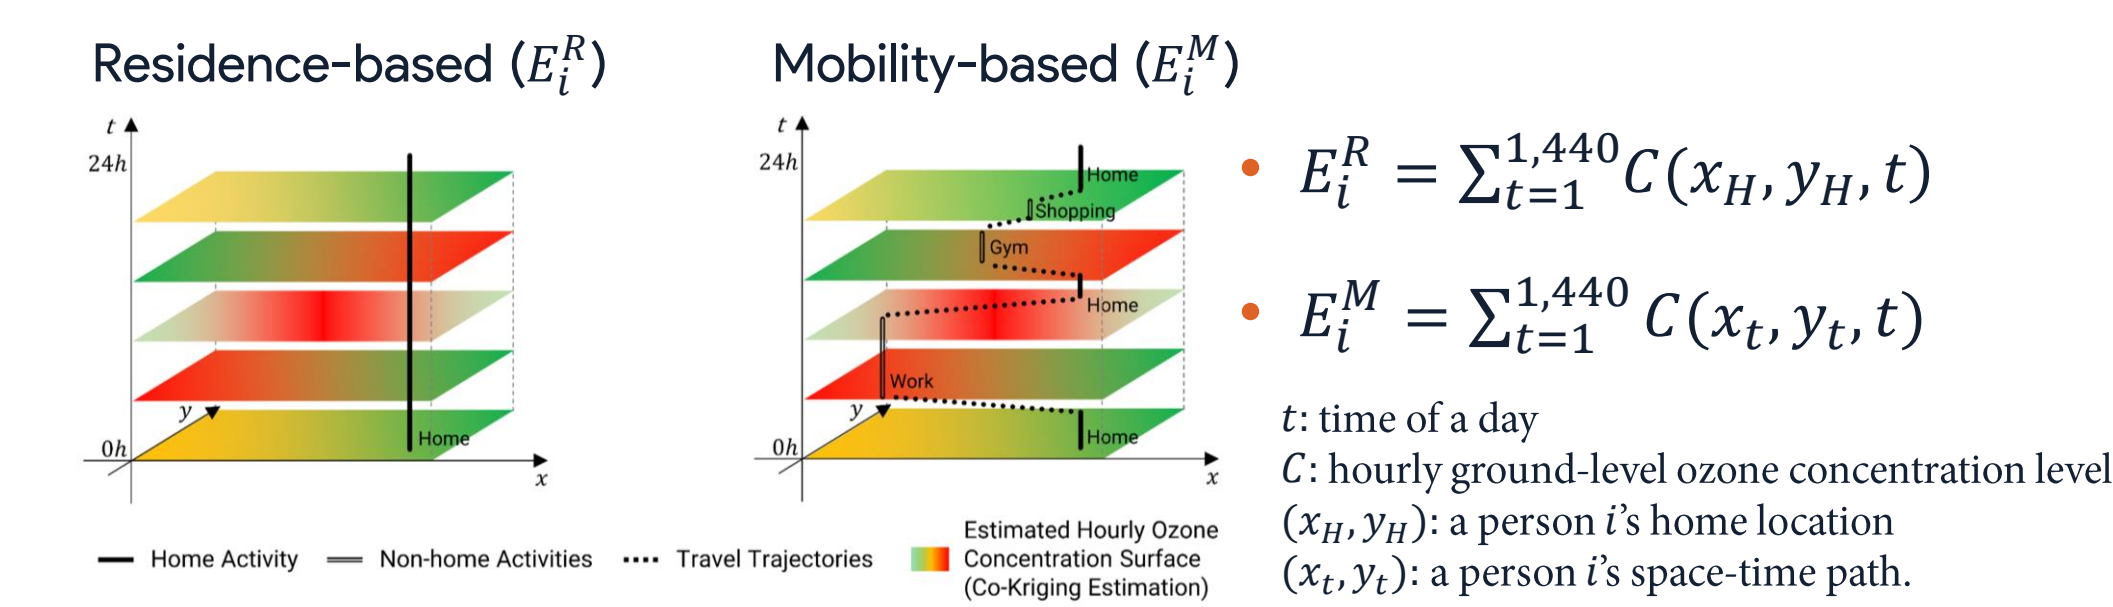 Residence-based ($E_i^R$)
t
24h
y
0h
Home
x
Mobility-based ($E_i^M$)
t
24h
Home
Shopping
Gym
Home
Work
y
0h
Home
x
Home Activity
Non-home Activities
Travel Trajectories
Estimated Hourly Ozone
Concentration Surface
(Co-Kriging Estimation)
• $E_i^R = \sum_{t=1}^{1,440} C(x_H, y_H, t)$
• $E_i^M = \sum_{t=1}^{1,440} C(x_t, y_t, t)$
t: time of a day
C: hourly ground-level ozone concentration level
$(x_H, y_H)$: a person i’s home location
$(x_t, y_t)$: a person i’s space-time path.